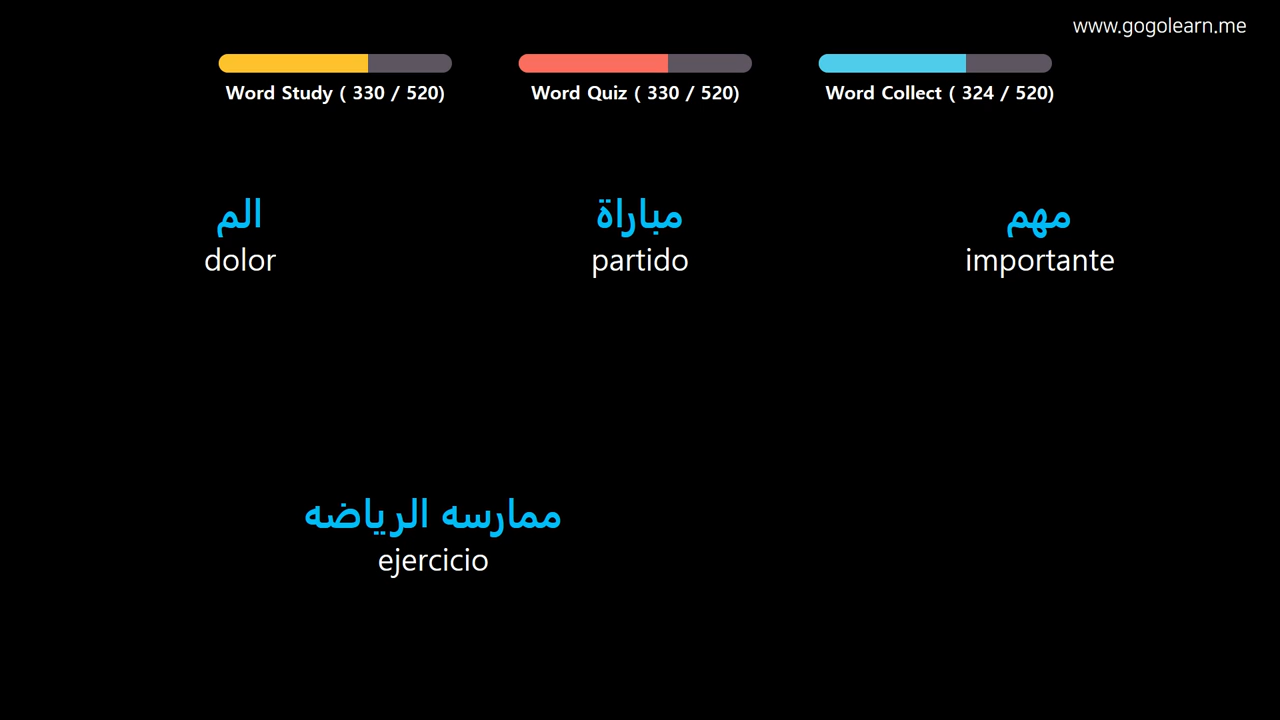 www.gogolearn.me
Word Study ( 330 / 520)
Word Quiz ( 330 / 520)
Word Collect ( 324 / 520)
الم
dolor
مباراة
partido
مهم
importante
ممارسه الرياضه
ejercicio